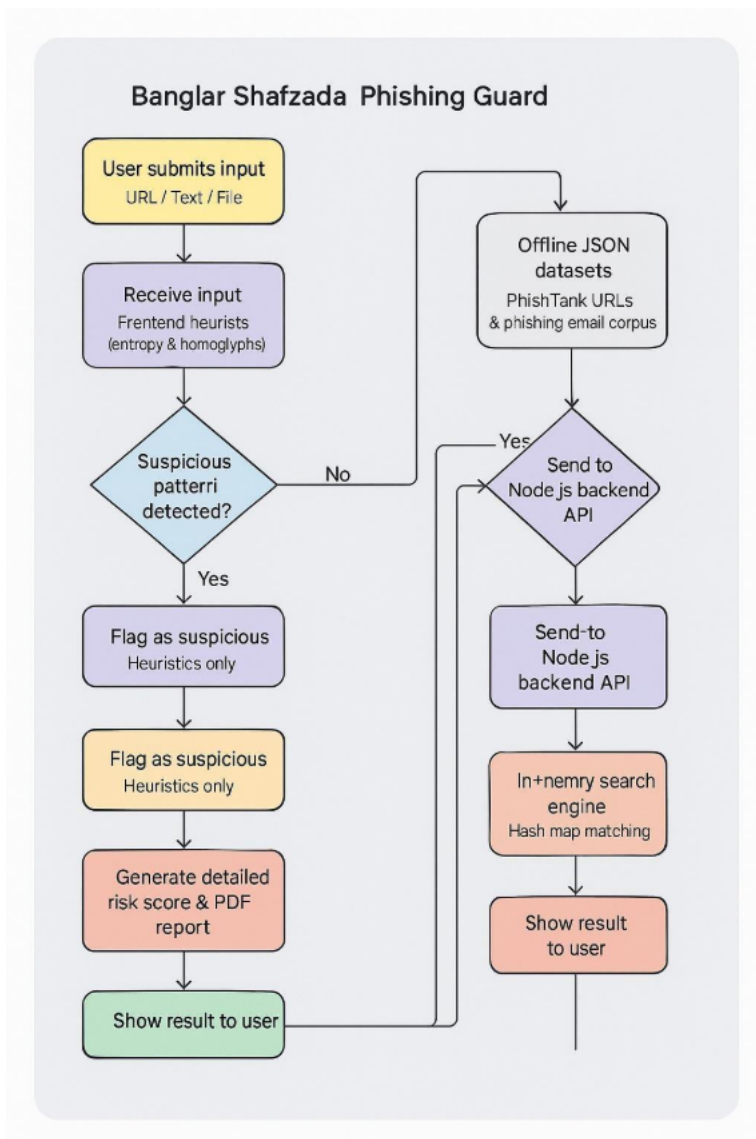 Banglar Shafzada Phishing Guard
User submits input
URL / Text / File
Receive input
Frentend heurists
(entropy & homoglyphs)
Suspicious
patterri
detected?
No
Yes
Flag as suspicious
Heuristics only
Flag as suspicious
Heuristics only
Generate detailed
risk score & PDF
report
Show result to user
Offline JSON
datasets
PhishTank URLs
& phishing email corpus
Yes
Send to
Node js backend
API
Send-to
Node js
backend API
In+nemry search
engine
Hash map matching
Show result
to user